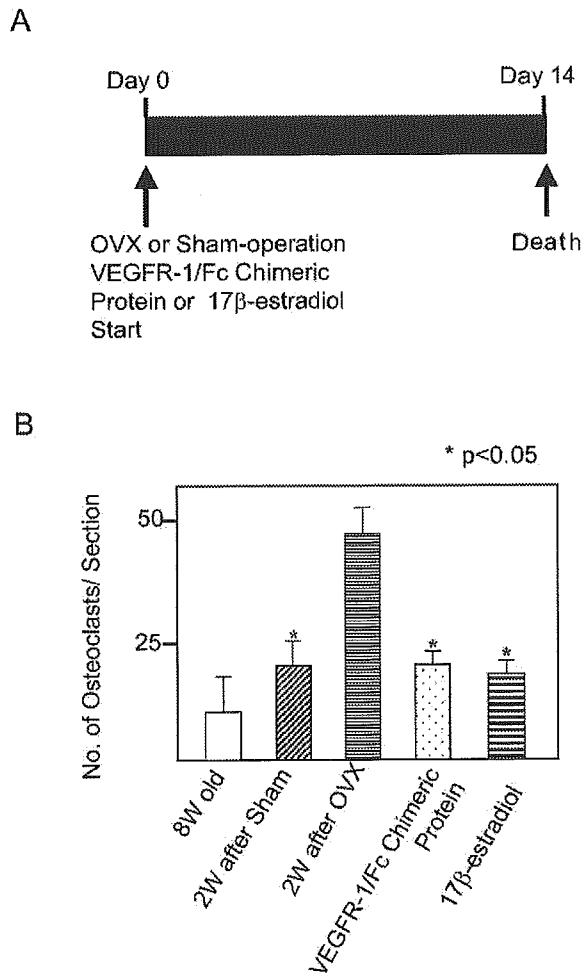 A
Day 0
Day 14
OVX or Sham-operation
VEGFR-1/Fc Chimeric
Protein or 17β-estradiol
Start
Death
B
* p<0.05
No. of Osteoclasts/ Section
50
25
*
*
*
8W old
2W after Sham
2W after OVX
VEGFR-1/Fc Chimeric
Protein
17β-estradiol